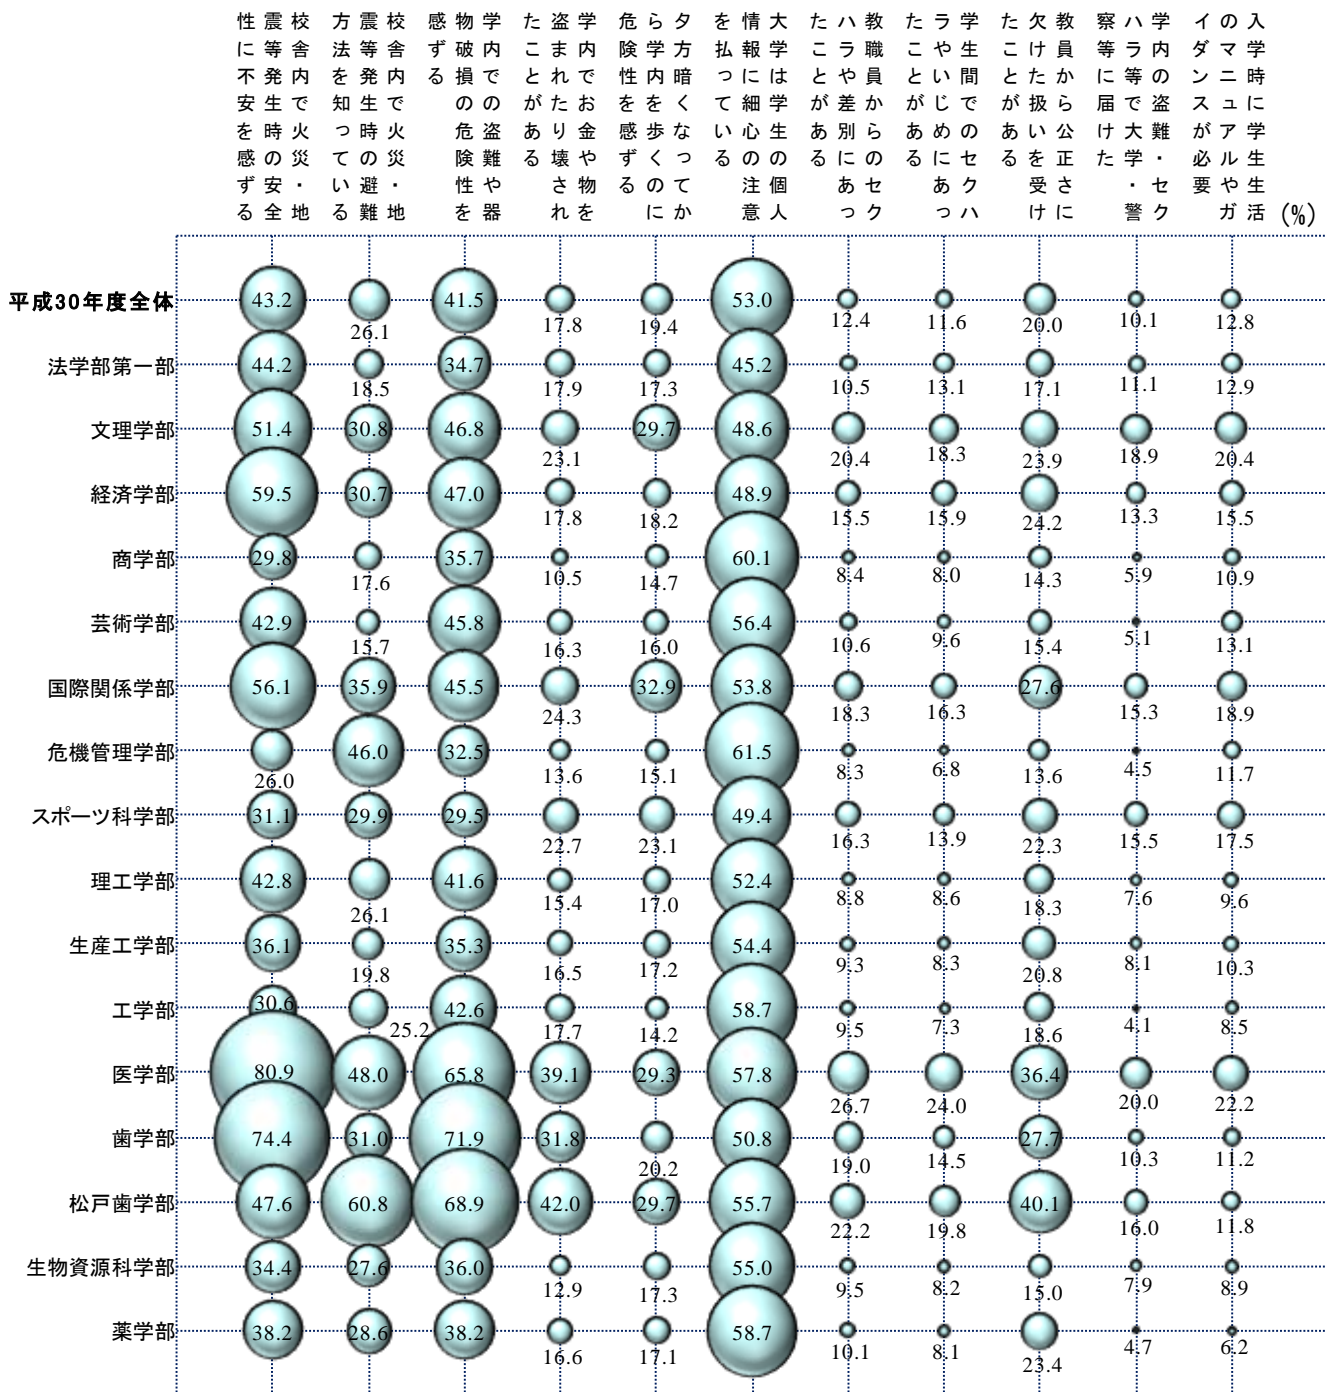 校舎内で火災・地
震等発生時の安全
性に不安を感ずる
校舎内で火災・地
震等発生時の避難
方法を知っている
学内での盗難や器
物破損の危険性を
感ずる
学内でお金や物を
盗まれたり壊され
たことがある
夕方暗くなってか
ら学内を歩くのに
危険性を感ずる
大学は学生の個人
情報に細心の注意
を払っている
教職員からのセク
ハラや差別にあっ
たことがある
学生間でのセクハ
ラやいじめにあっ
たことがある
教員から公正さに
欠けた扱いを受け
たことがある
学内の盗難・セク
ハラ等で大学・警
察等に届けた
入学時に学生生活
のマニュアルやガ
イダンスが必要
(%)
平成30年度全体 43.2 26.1 41.5 17.8 19.4 53.0 12.4 11.6 20.0 10.1 12.8
法学部第一部 44.2 18.5 34.7 17.9 17.3 45.2 10.5 13.1 17.1 11.1 12.9
文理学部 51.4 30.8 46.8 23.1 29.7 48.6 20.4 18.3 23.9 18.9 20.4
経済学部 59.5 30.7 47.0 17.8 18.2 48.9 15.5 15.9 24.2 13.3 15.5
商学部 29.8 17.6 35.7 10.5 14.7 60.1 8.4 8.0 14.3 5.9 10.9
芸術学部 42.9 15.7 45.8 16.3 16.0 56.4 10.6 9.6 15.4 5.1 13.1
国際関係学部 56.1 35.9 45.5 24.3 32.9 53.8 18.3 16.3 27.6 15.3 18.9
危機管理学部 26.0 46.0 32.5 13.6 15.1 61.5 8.3 6.8 13.6 4.5 11.7
スポーツ科学部 31.1 29.9 29.5 22.7 23.1 49.4 16.3 13.9 22.3 15.5 17.5
理工学部 42.8 26.1 41.6 15.4 17.0 52.4 8.8 8.6 18.3 7.6 9.6
生産工学部 36.1 19.8 35.3 16.5 17.2 54.4 9.3 8.3 20.8 8.1 10.3
工学部 30.6 25.2 42.6 17.7 14.2 58.7 9.5 7.3 18.6 4.1 8.5
医学部 80.9 48.0 65.8 39.1 29.3 57.8 26.7 24.0 36.4 20.0 22.2
歯学部 74.4 31.0 71.9 31.8 20.2 50.8 19.0 14.5 27.7 10.3 11.2
松戸歯学部 47.6 60.8 68.9 42.0 29.7 55.7 22.2 19.8 40.1 16.0 11.8
生物資源科学部 34.4 27.6 36.0 12.9 17.3 55.0 9.5 8.2 15.0 7.9 8.9
薬学部 38.2 28.6 38.2 16.6 17.1 58.7 10.1 8.1 23.4 4.7 6.2